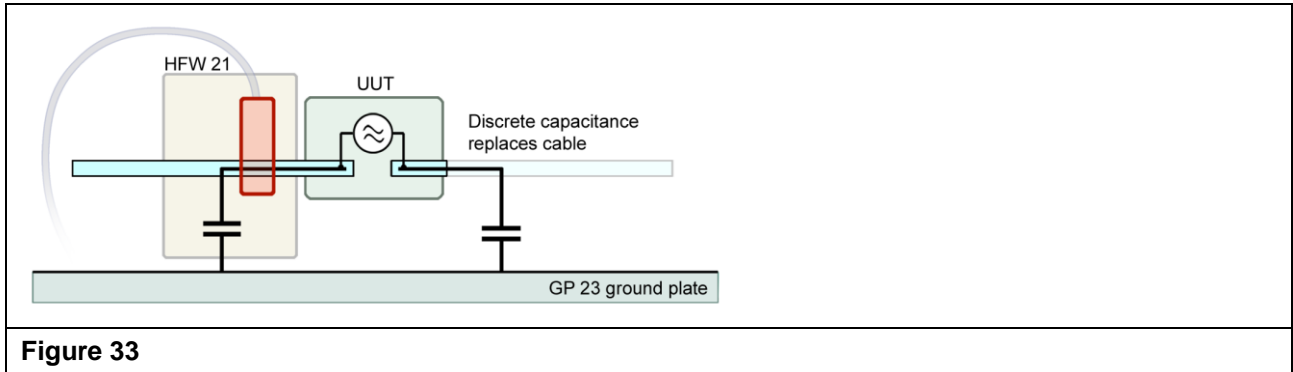 HFW 21
UUT
Discrete capacitance
replaces cable
GP 23 ground plate
Figure 33